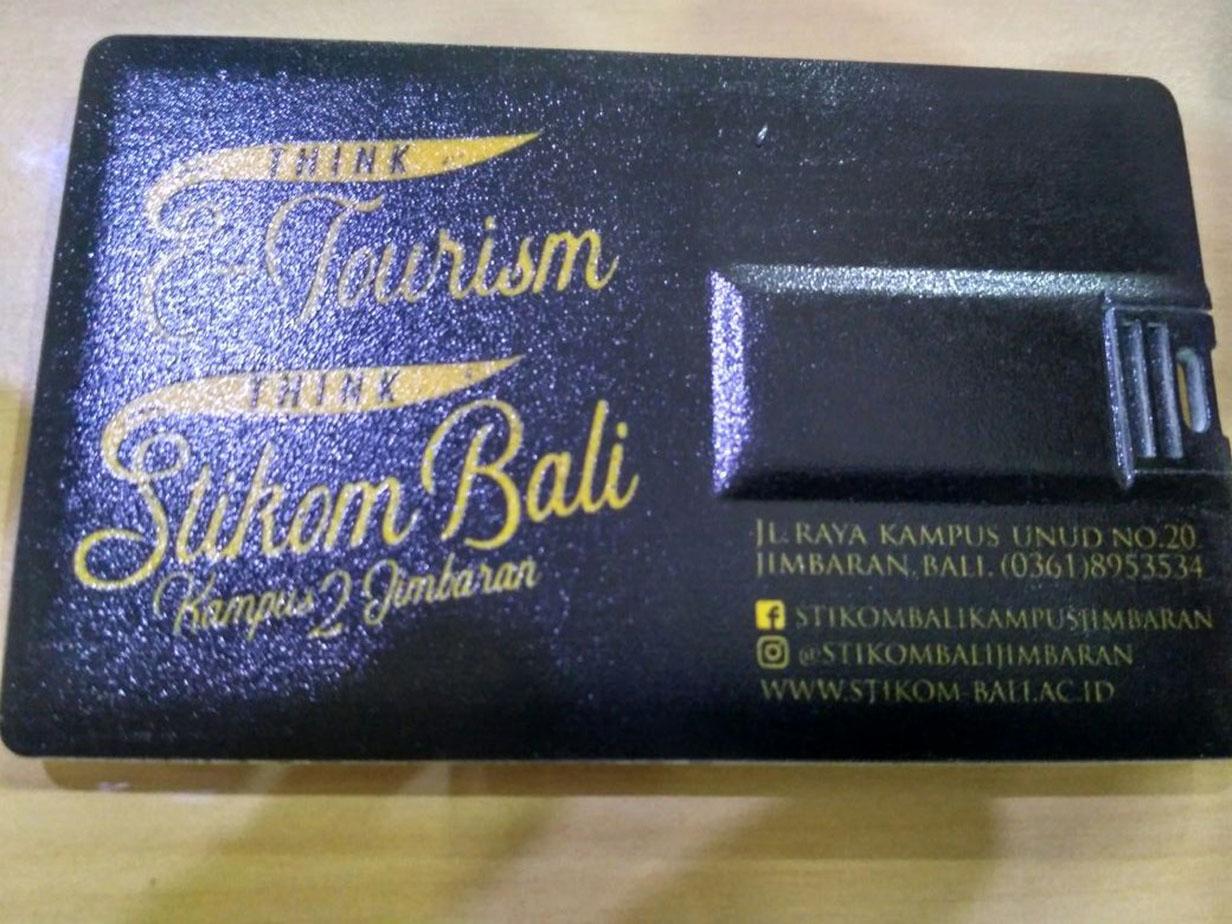 THINK
E-Tourism
THINK
Stikom Bali
Kampus 2 Jimbaran
JL. RAYA KAMPUS UNUD NO.20
JIMBARAN, BALI. (0361)8953534
STIKOMBALIKAMPUSJIMBARAN
@STIKOMBALIJIMBARAN
WWW.STIKOM-BALI.AC.ID